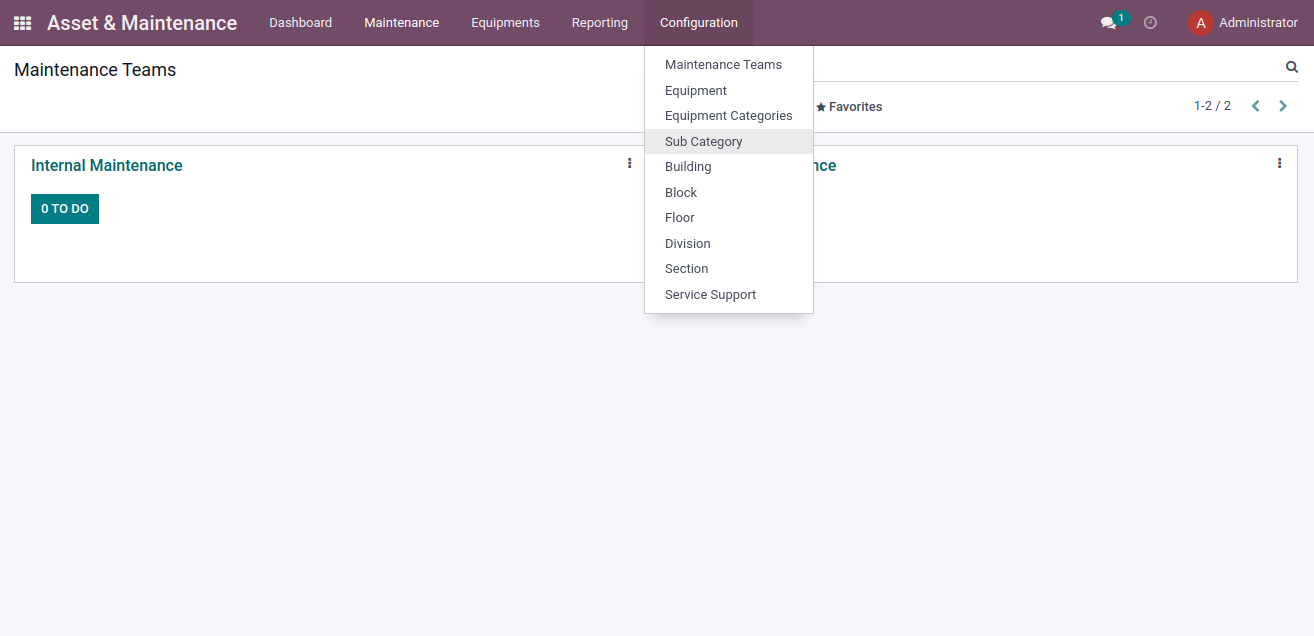 Asset & Maintenance Dashboard Maintenance Equipments Reporting Configuration 1 A Administrator
Maintenance Teams
Maintenance Teams
Equipment
Equipment Categories
Sub Category
Building
Block
Floor
Division
Section
Service Support
Favorites 1-2 / 2
Internal Maintenance
0 TO DO